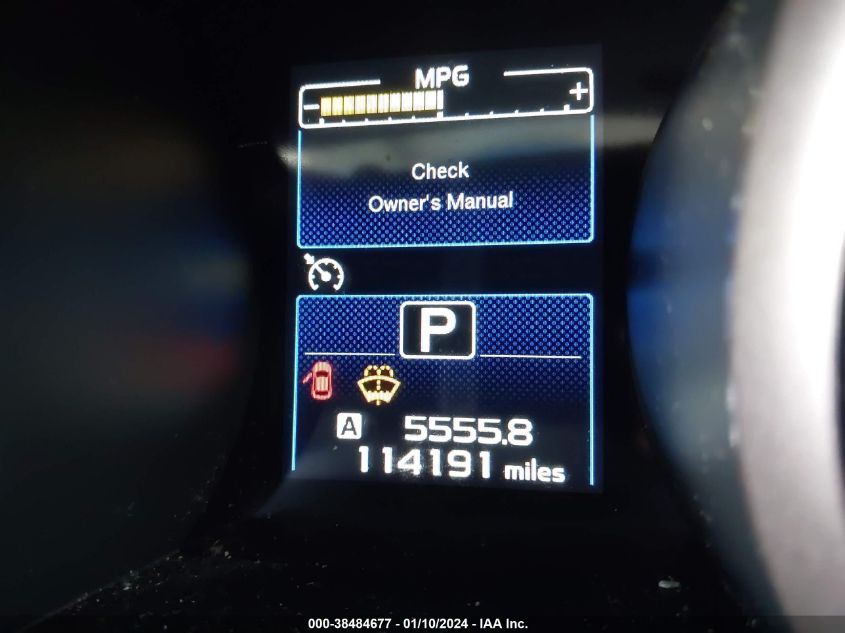 MPG
- +
Check
Owner's Manual
P
A 5555.8
114191 miles
000-38484677 - 01/10/2024 - IAA Inc.